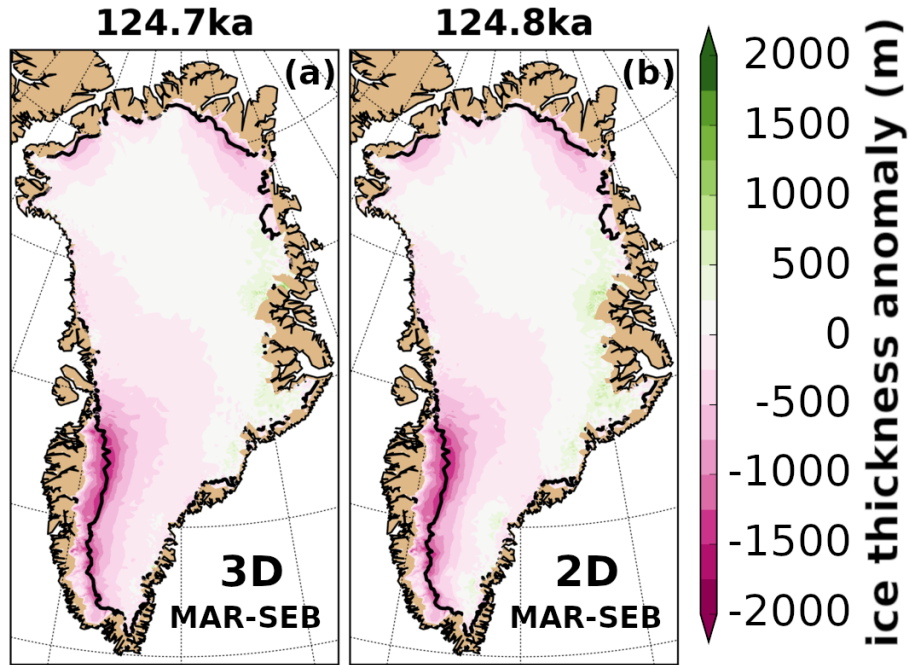 124.7ka
124.8ka
(a)
(b)
3D
MAR-SEB
2D
MAR-SEB
2000
1500
1000
500
0
-500
-1000
-1500
-2000
ice thickness anomaly (m)